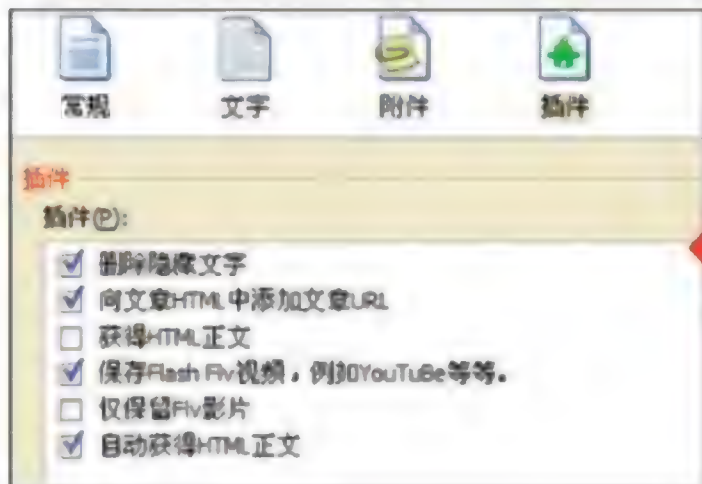 常规 文字 附件 插件
插件
插件(P):
删除隐藏文字
向文章HTML中添加文章URL
获得HTML正文
保存Flash Flv视频，例如YouTuBe等等。
仅保留Flv影片
自动获得HTML正文